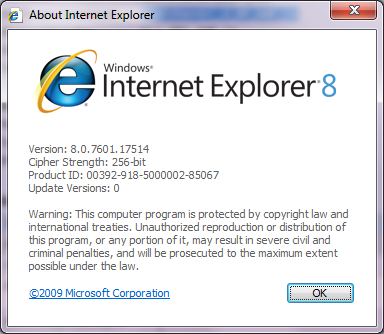 About Internet Explorer
Windows®
Internet Explorer 8
Version: 8.0.7601.17514
Cipher Strength: 256-bit
Product ID: 00392-918-5000002-85067
Update Versions: 0
Warning: This computer program is protected by copyright law and
international treaties. Unauthorized reproduction or distribution of
this program, or any portion of it, may result in severe civil and
criminal penalties, and will be prosecuted to the maximum extent
possible under the law.
©2009 Microsoft Corporation
OK